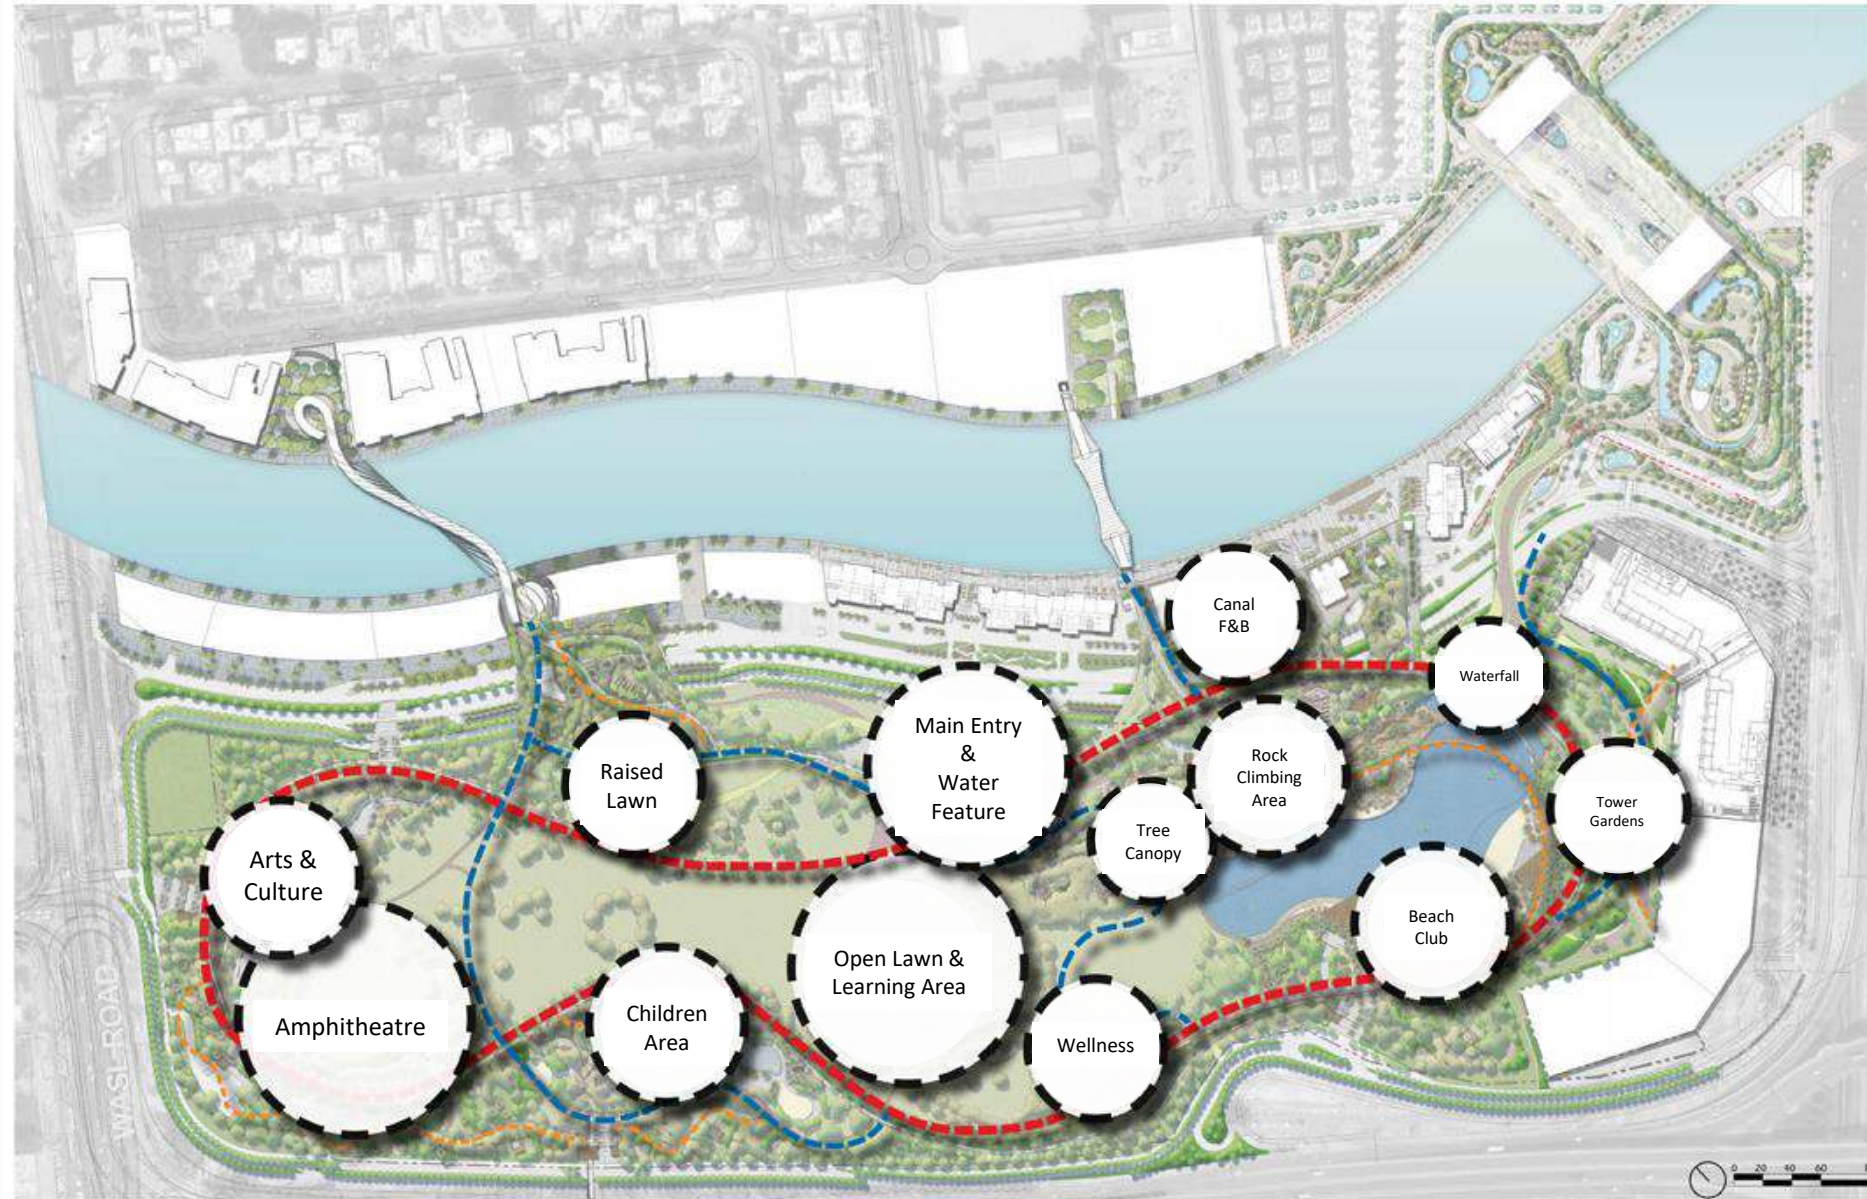 Canal
F&B
Waterfall
Main Entry
&
Water
Feature
Raised
Lawn
Rock
Climbing
Area
Tree
Canopy
Tower
Gardens
Arts &
Culture
Beach
Club
Open Lawn &
Learning Area
Amphitheatre
Children
Area
Wellness
WASL ROAD
0 20 40 60